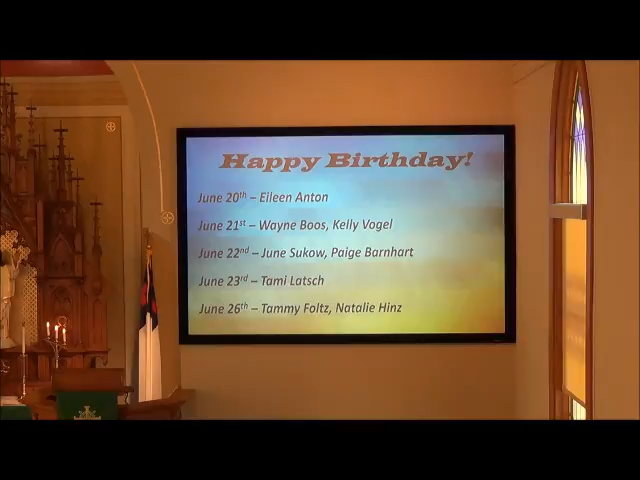 Happy Birthday!
June 20th – Eileen Anton
June 21st – Wayne Boos, Kelly Vogel
June 22nd – June Sukow, Paige Barnhart
June 23rd – Tami Latsch
June 26th – Tammy Foltz, Natalie Hinz